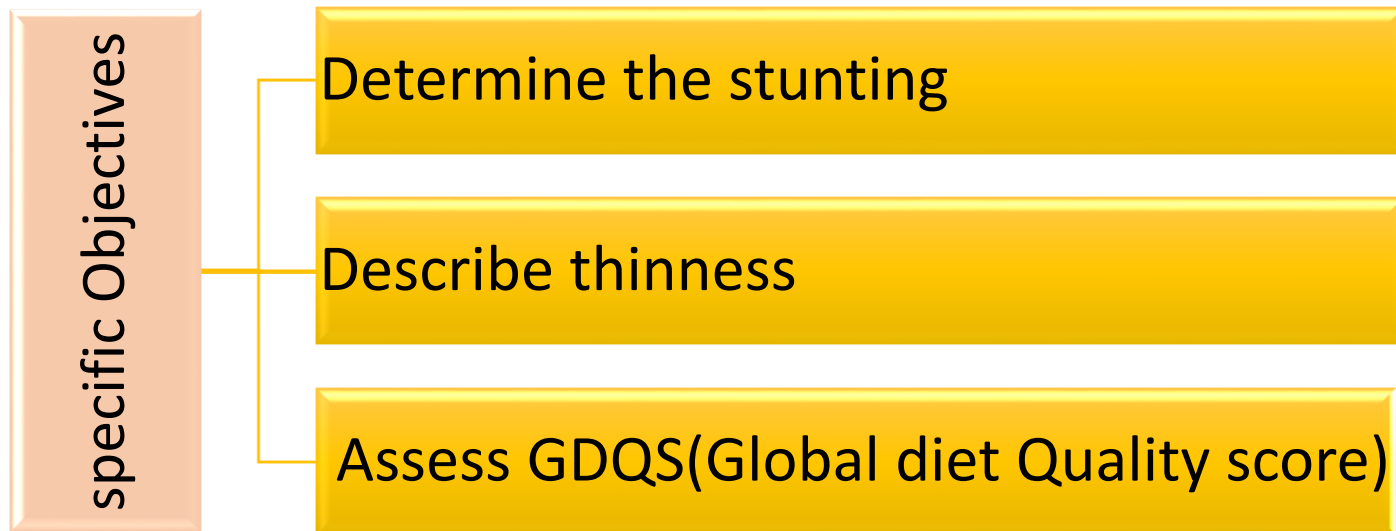 specific Objectives
Determine the stunting
Describe thinness
Assess GDQS(Global diet Quality score)